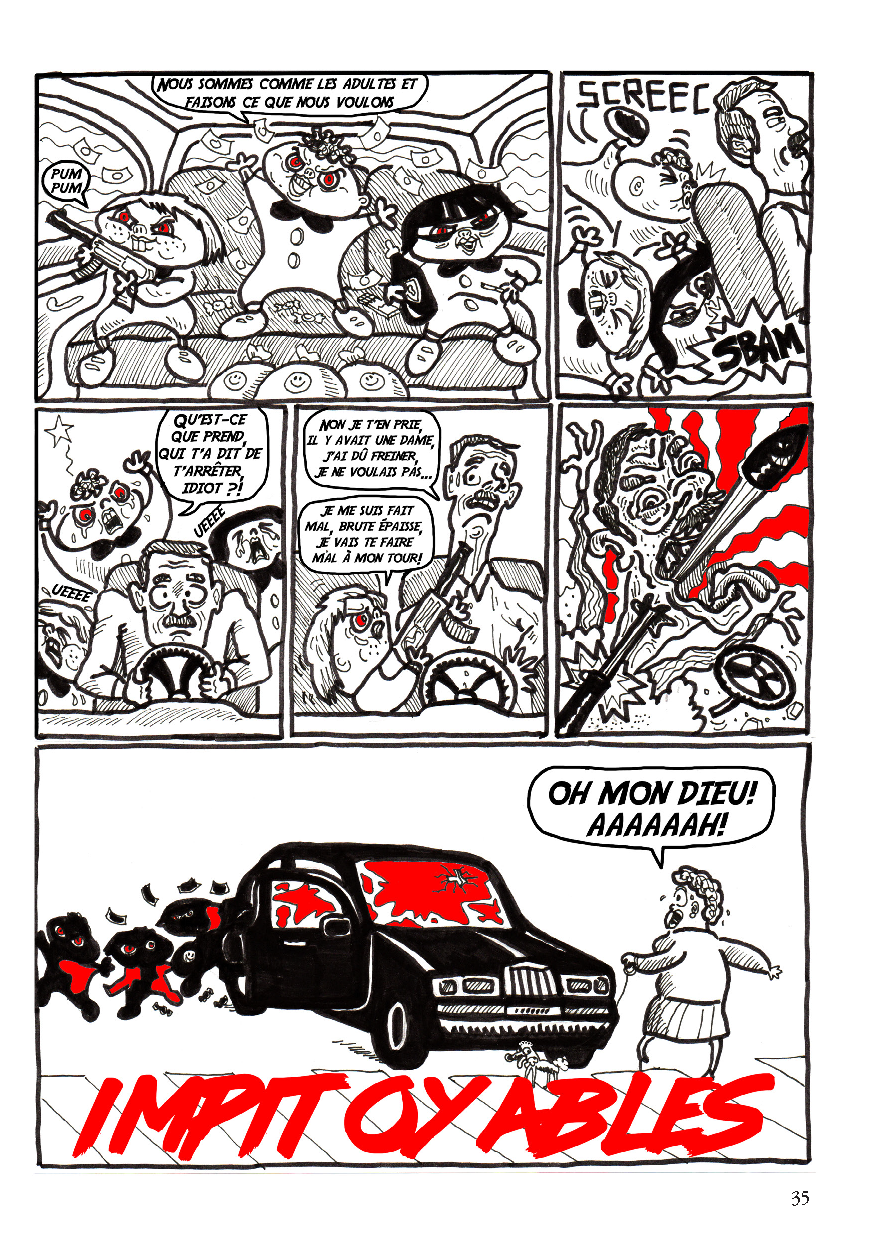 NOUS SOMMES COMME LES ADULTES ET
FAISONS CE QUE NOUS VOULONS
PUM
PUM
SCREEC
SBAM
QU'EST-CE
QUE PREND,
QUI T'A DIT DE
T'ARRÊTER,
IDIOT ?!
UEEEE
UEEEE
NON JE T'EN PRIE,
IL Y AVAIT UNE DAME,
J'AI DÛ FREINER,
JE NE VOULAIS PAS...
JE ME SUIS FAIT
MAL, BRUTE ÉPAISSE,
JE VAIS TE FAIRE
MAL À MON TOUR!
OH MON DIEU!
AAAAAAH!
IMPITOYABLES
35